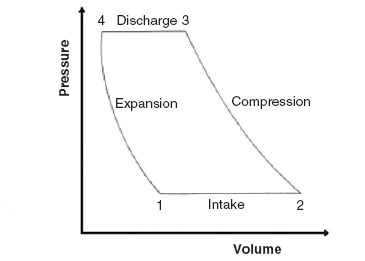 4 Discharge 3
Pressure
Expansion
Compression
1
Intake
2
Volume